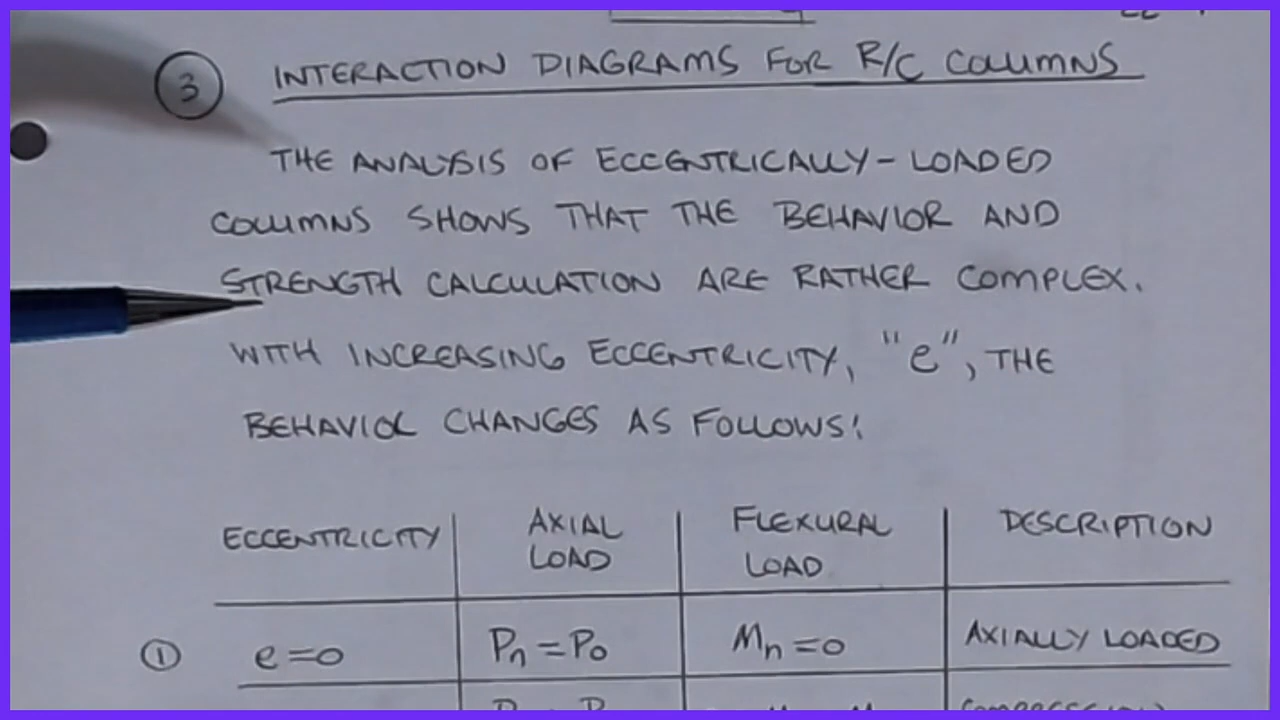 ③ INTERACTION DIAGRAMS FOR R/C COLUMNS
THE ANALYSIS OF ECCENTRICALLY-LOADED
COLUMNS SHOWS THAT THE BEHAVIOR AND
STRENGTH CALCULATION ARE RATHER COMPLEX.
WITH INCREASING ECCENTRICITY, "e", THE
BEHAVIOR CHANGES AS FOLLOWS:
ECCENTRICITY AXIAL LOAD FLEXURAL LOAD DESCRIPTION
① e=0 Pn=Po Mn=0 AXIALLY LOADED